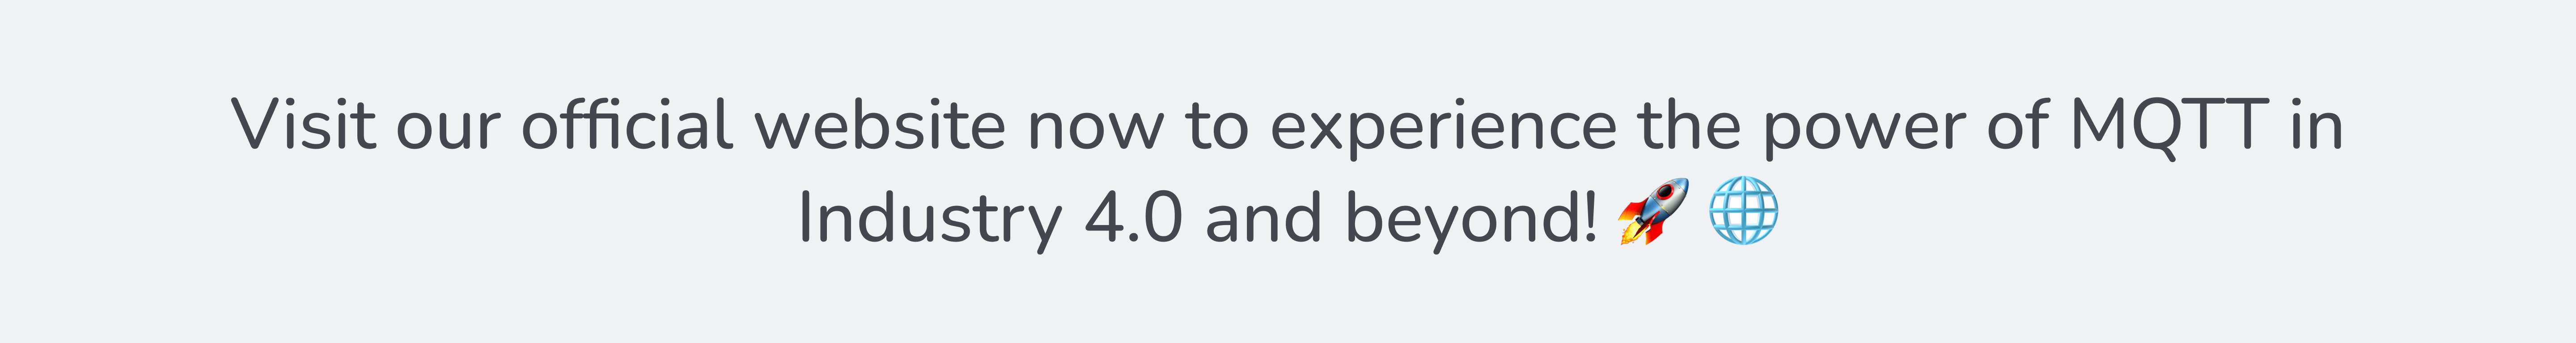 Visit our official website now to experience the power of MQTT in
Industry 4.0 and beyond! 🚀 🌐